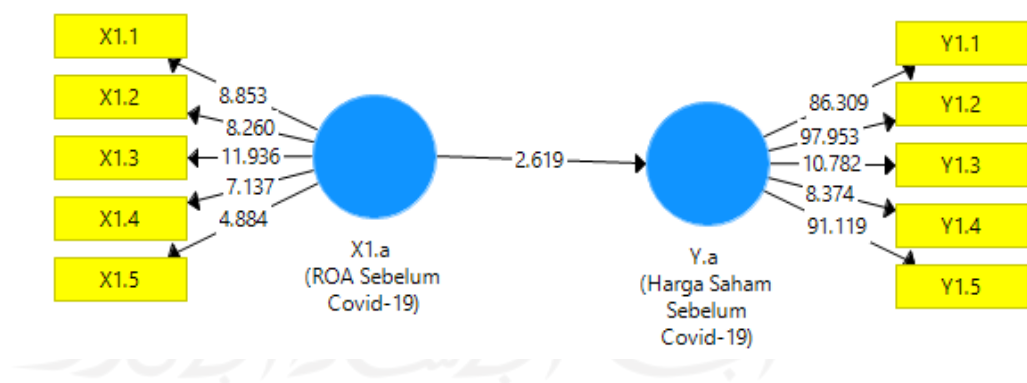 X1.1
X1.2
X1.3
X1.4
X1.5
8.853
8.260
11.936
7.137
4.884
X1.a
(ROA Sebelum
Covid-19)
2.619
Y.a
(Harga Saham
Sebelum
Covid-19)
86.309
97.953
10.782
8.374
91.119
Y1.1
Y1.2
Y1.3
Y1.4
Y1.5